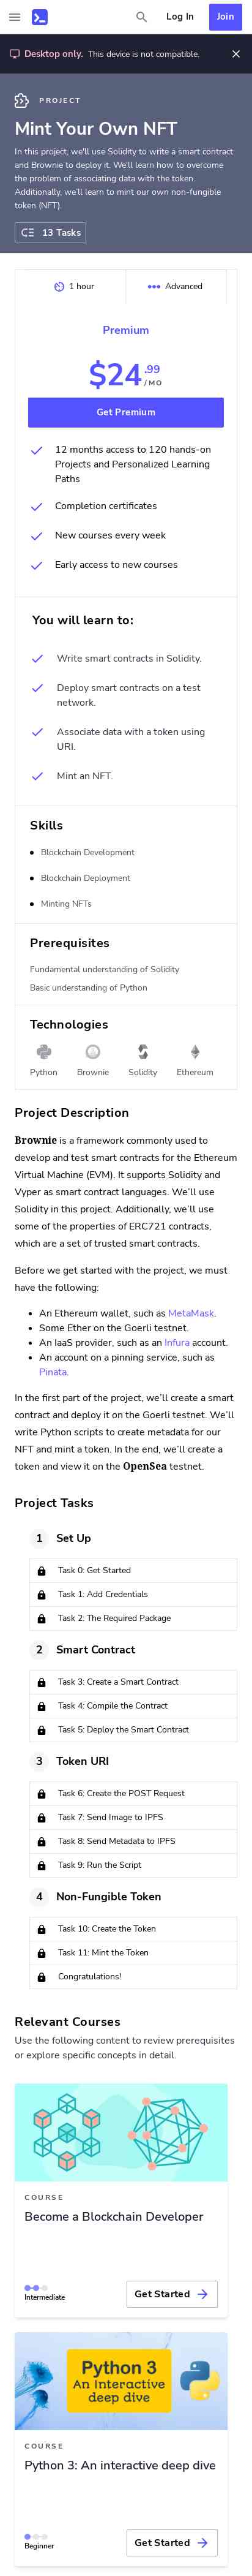 Log In
Join
Desktop only. This device is not compatible.
PROJECT
Mint Your Own NFT
In this project, we'll use Solidity to write a smart contract
and Brownie to deploy it. We'll learn how to overcome
the problem of associating data with the token.
Additionally, we'll learn to mint our own non-fungible
token (NFT).
13 Tasks
1 hour
Advanced
Premium
$24.99
/ MO
Get Premium
12 months access to 120 hands-on
Projects and Personalized Learning
Paths
Completion certificates
New courses every week
Early access to new courses
You will learn to:
Write smart contracts in Solidity.
Deploy smart contracts on a test
network.
Associate data with a token using
URI.
Mint an NFT.
Skills
Blockchain Development
Blockchain Deployment
Minting NFTs
Prerequisites
Fundamental understanding of Solidity
Basic understanding of Python
Technologies
Python
Brownie
Solidity
Ethereum
Project Description
Brownie is a framework commonly used to
develop and test smart contracts for the Ethereum
Virtual Machine (EVM). It supports Solidity and
Vyper as smart contract languages. We'll use
Solidity in this project. Additionally, we'll use
some of the properties of ERC721 contracts,
which are a set of trusted smart contracts.
Before we get started with the project, we must
have the following:
An Ethereum wallet, such as MetaMask.
Some Ether on the Goerli testnet.
An IaaS provider, such as an Infura account.
An account on a pinning service, such as
Pinata.
In the first part of the project, we'll create a smart
contract and deploy it on the Goerli testnet. We'll
write Python scripts to create metadata for our
NFT and mint a token. In the end, we'll create a
token and view it on the OpenSea testnet.
Project Tasks
1 Set Up
Task 0: Get Started
Task 1: Add Credentials
Task 2: The Required Package
2 Smart Contract
Task 3: Create a Smart Contract
Task 4: Compile the Contract
Task 5: Deploy the Smart Contract
3 Token URI
Task 6: Create the POST Request
Task 7: Send Image to IPFS
Task 8: Send Metadata to IPFS
Task 9: Run the Script
4 Non-Fungible Token
Task 10: Create the Token
Task 11: Mint the Token
Congratulations!
Relevant Courses
Use the following content to review prerequisites
or explore specific concepts in detail.
COURSE
Become a Blockchain Developer
Intermediate
Get Started
Python 3
An Interactive
deep dive
COURSE
Python 3: An interactive deep dive
Beginner
Get Started